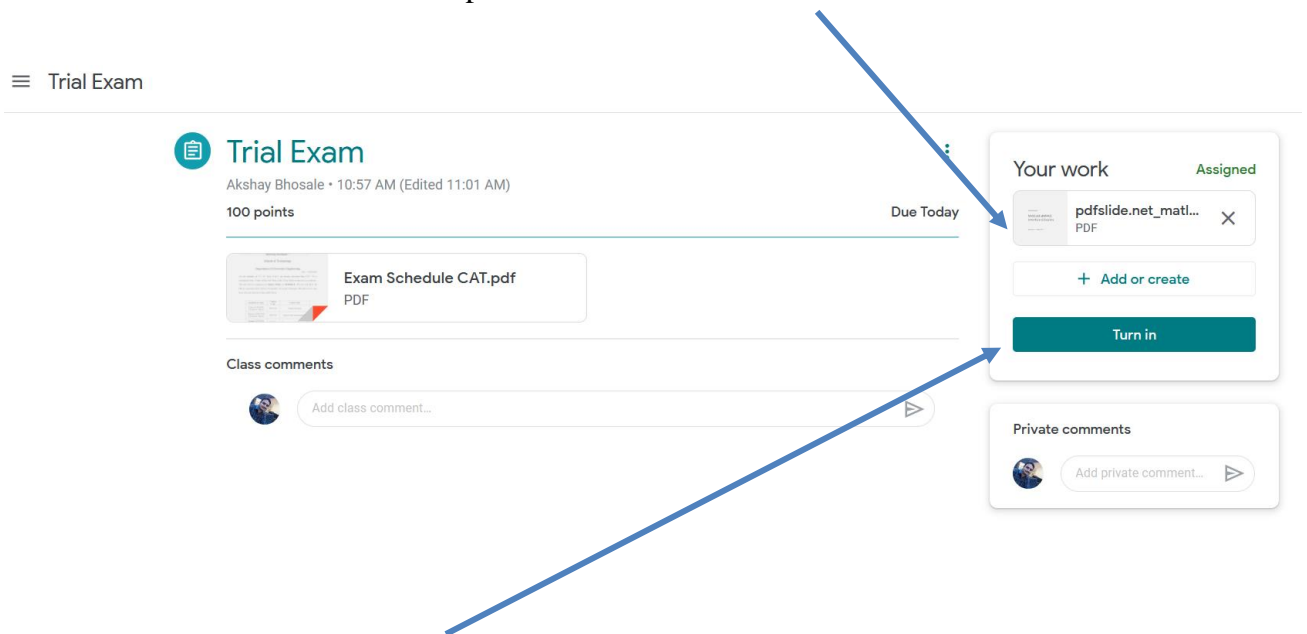 Trial Exam
Trial Exam
Akshay Bhosale • 10:57 AM (Edited 11:01 AM)
100 points
Due Today
Exam Schedule CAT.pdf
PDF
Class comments
Add class comment...
Your work
Assigned
pdfslide.net_matl...
PDF
+ Add or create
Turn in
Private comments
Add private comment...